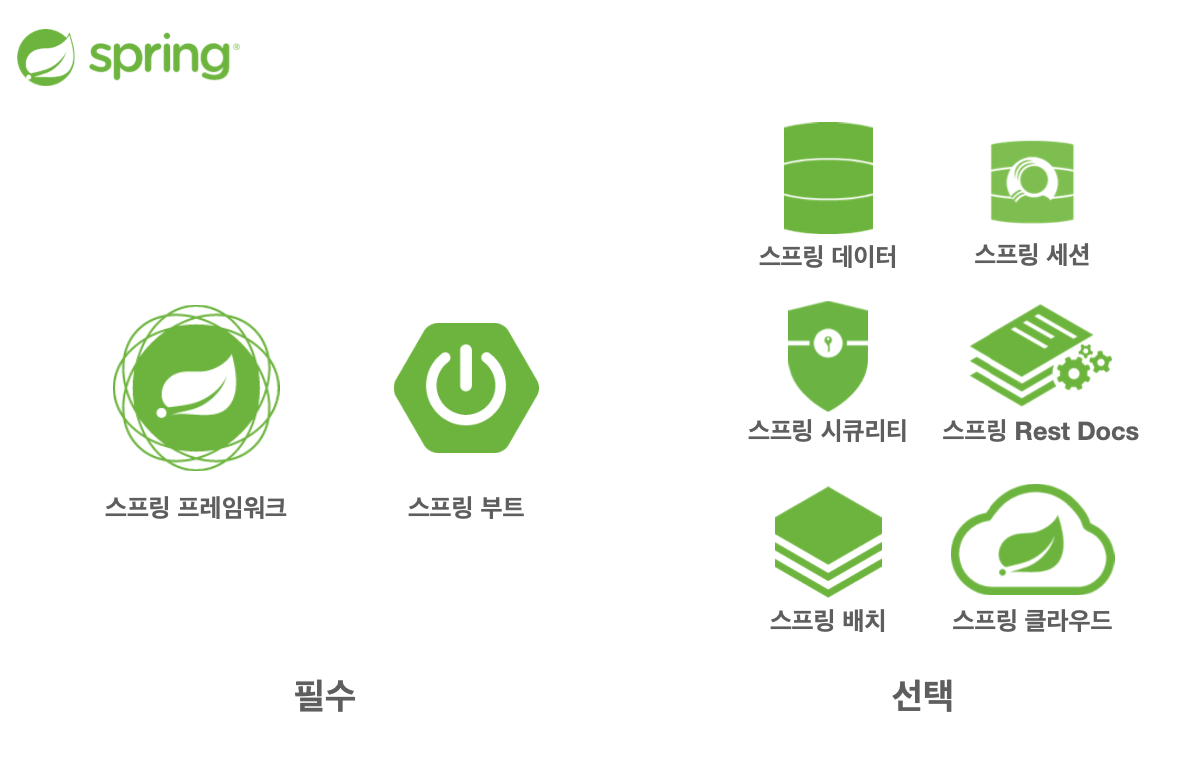 spring®
스프링 데이터
스프링 세션
스프링 시큐리티
스프링 Rest Docs
스프링 프레임워크
스프링 부트
스프링 배치
스프링 클라우드
필수
선택